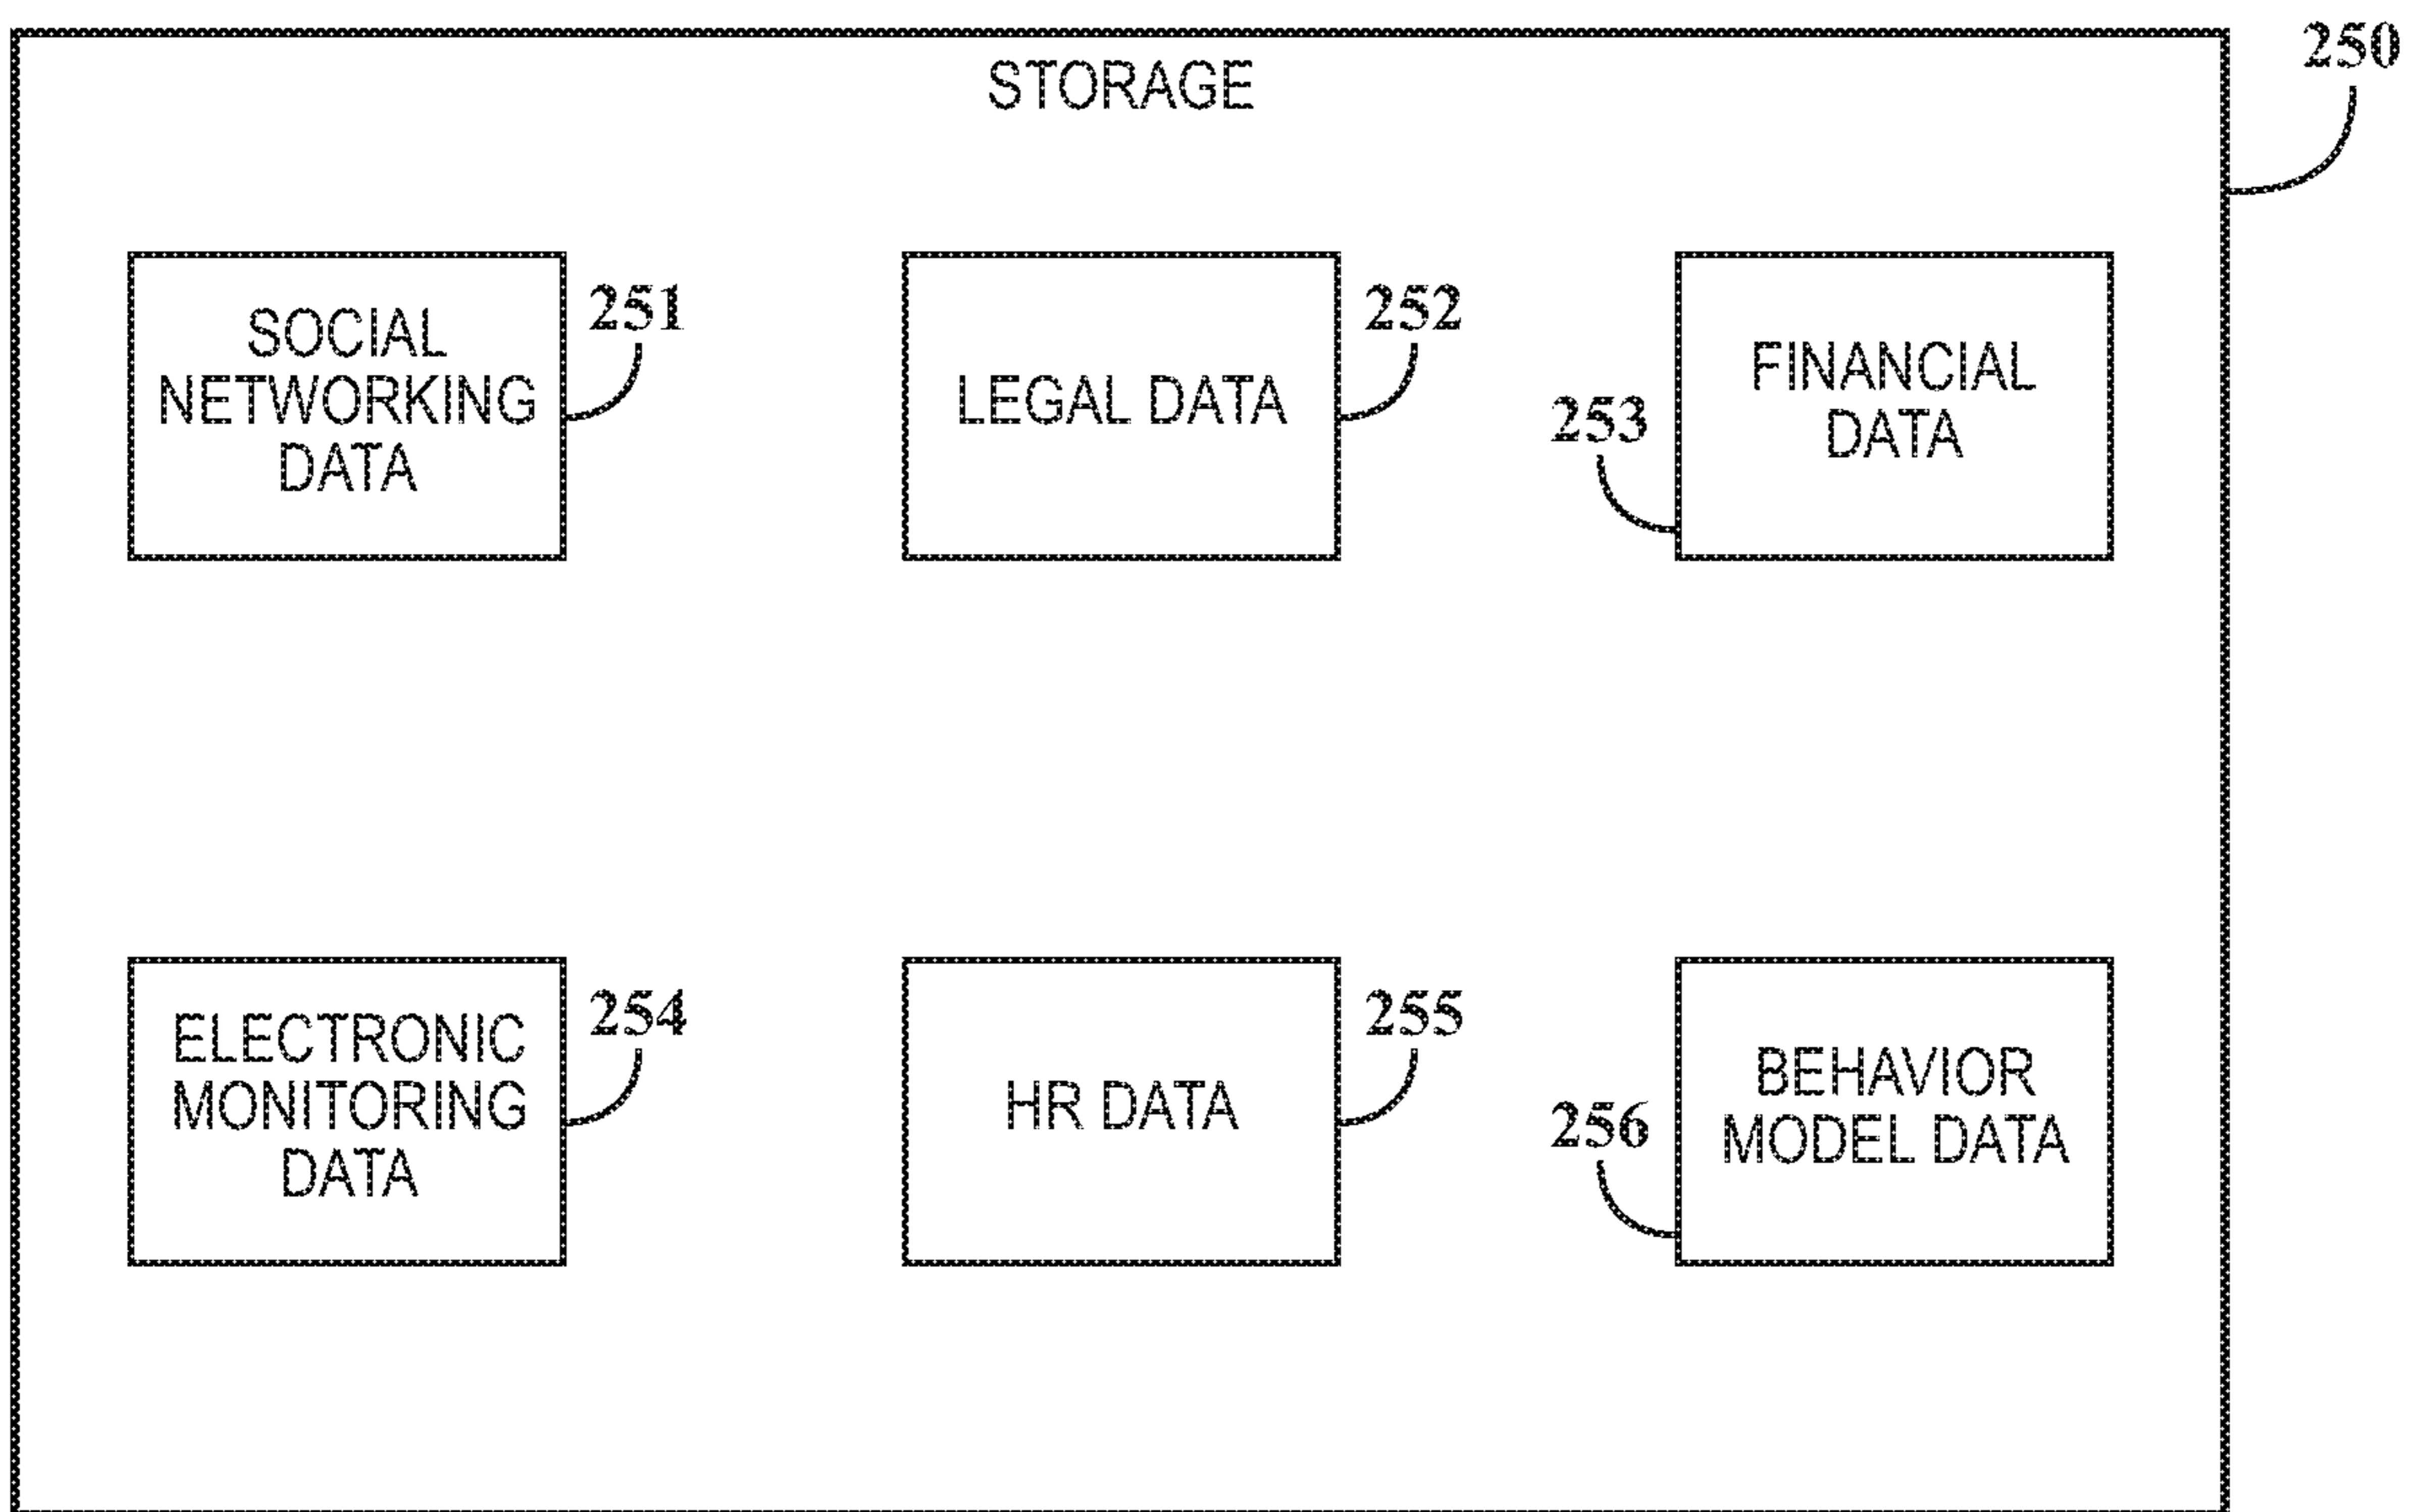 250
STORAGE
SOCIAL
NETWORKING
DATA
251
LEGAL DATA
252
FINANCIAL
DATA
253
ELECTRONIC
MONITORING
DATA
254
HR DATA
255
BEHAVIOR
MODEL DATA
256